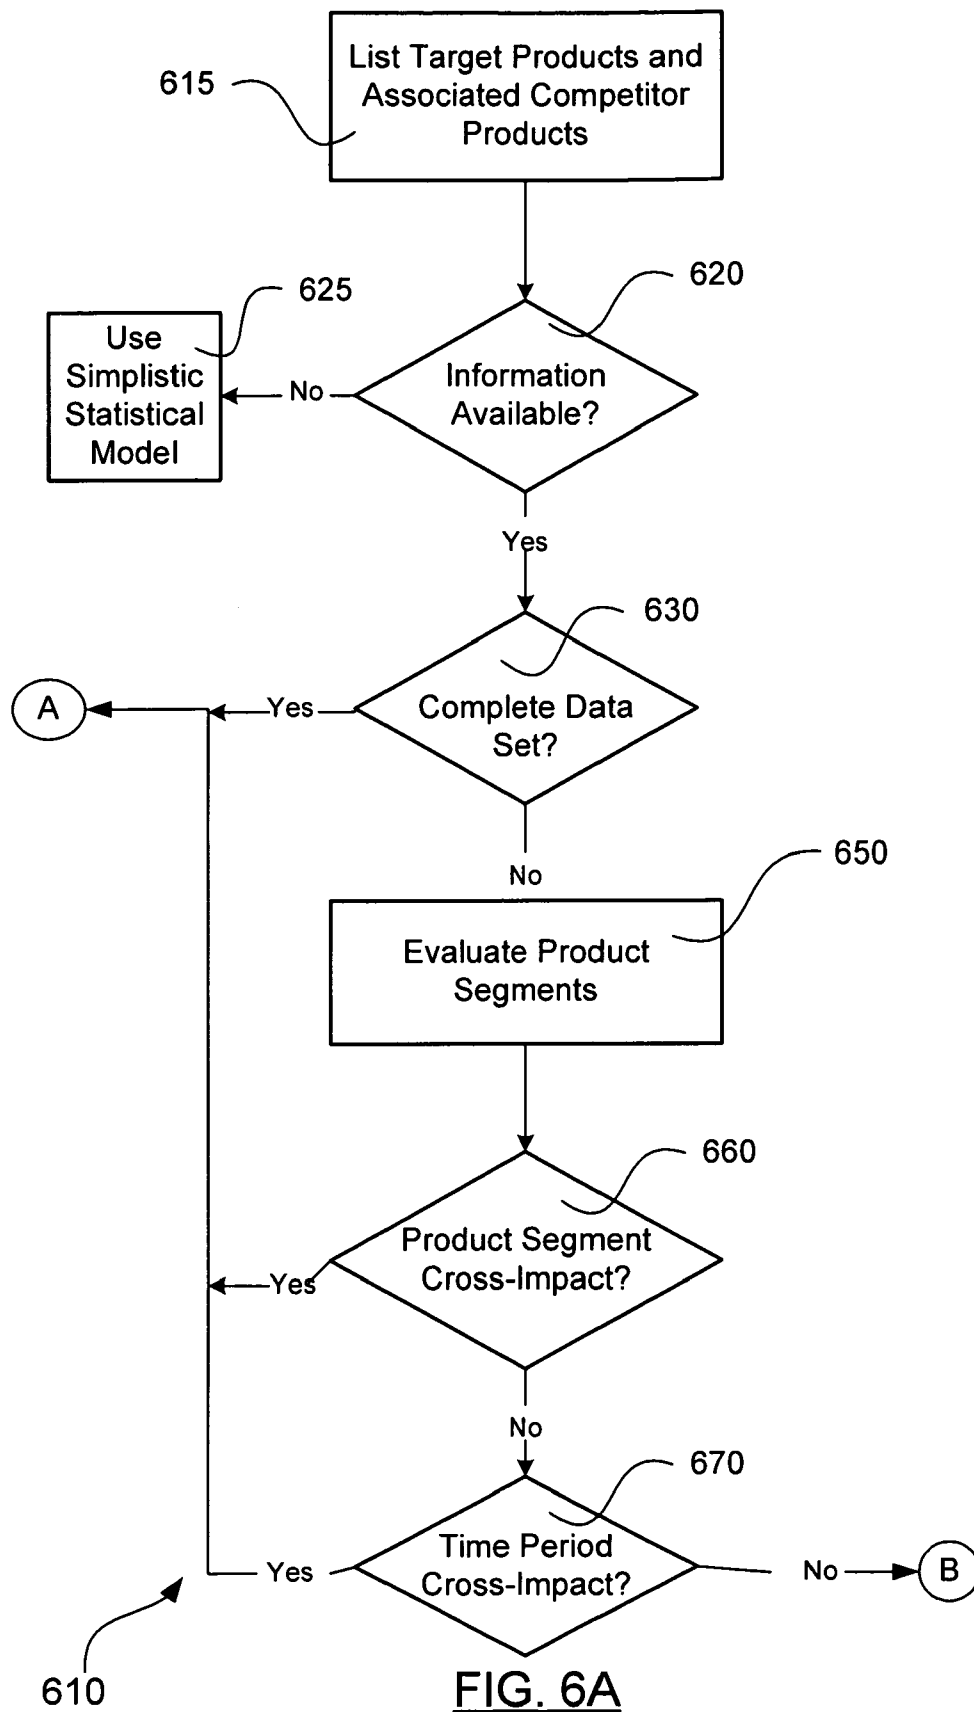 List Target Products and
Associated Competitor
Products
615
620
625
Use
Simplistic
Statistical
Model
No
Information
Available?
Yes
630
A
Yes
Complete Data
Set?
No
650
Evaluate Product
Segments
660
Product Segment
Cross-Impact?
Yes
No
670
Time Period
Cross-Impact?
Yes
No
B
610
FIG. 6A